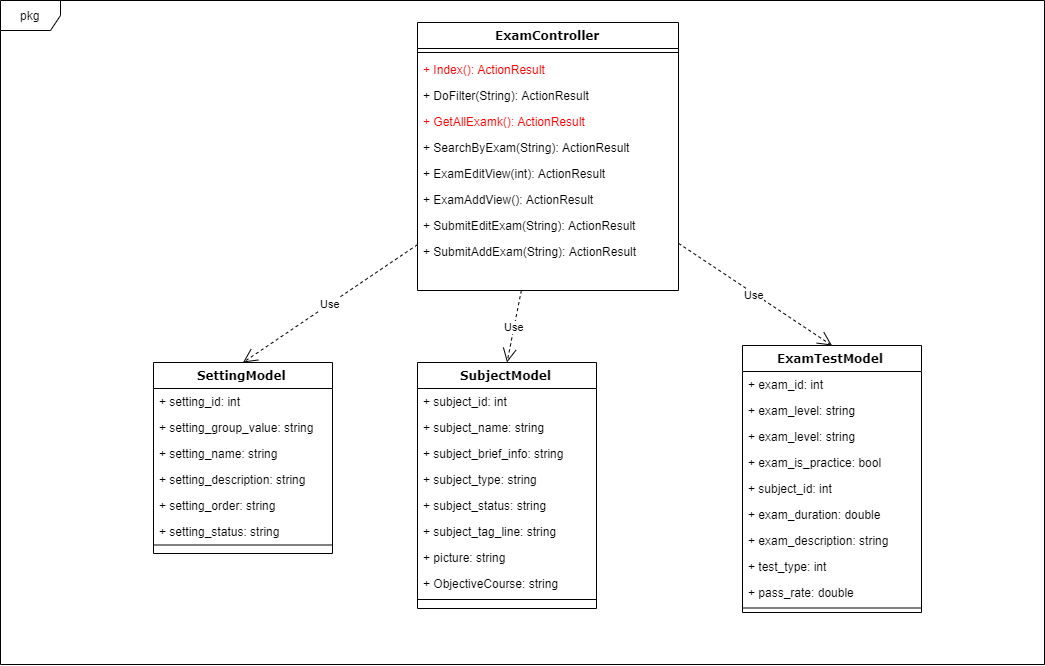 pkg
ExamController
+ Index(): ActionResult
+ DoFilter(String): ActionResult
+ GetAllExamk(): ActionResult
+ SearchByExam(String): ActionResult
+ ExamEditView(int): ActionResult
+ ExamAddView(): ActionResult
+ SubmitEditExam(String): ActionResult
+ SubmitAddExam(String): ActionResult
Use
Use
Use
SettingModel
+ setting_id: int
+ setting_group_value: string
+ setting_name: string
+ setting_description: string
+ setting_order: string
+ setting_status: string
SubjectModel
+ subject_id: int
+ subject_name: string
+ subject_brief_info: string
+ subject_type: string
+ subject_status: string
+ subject_tag_line: string
+ picture: string
+ ObjectiveCourse: string
ExamTestModel
+ exam_id: int
+ exam_level: string
+ exam_level: string
+ exam_is_practice: bool
+ subject_id: int
+ exam_duration: double
+ exam_description: string
+ test_type: int
+ pass_rate: double